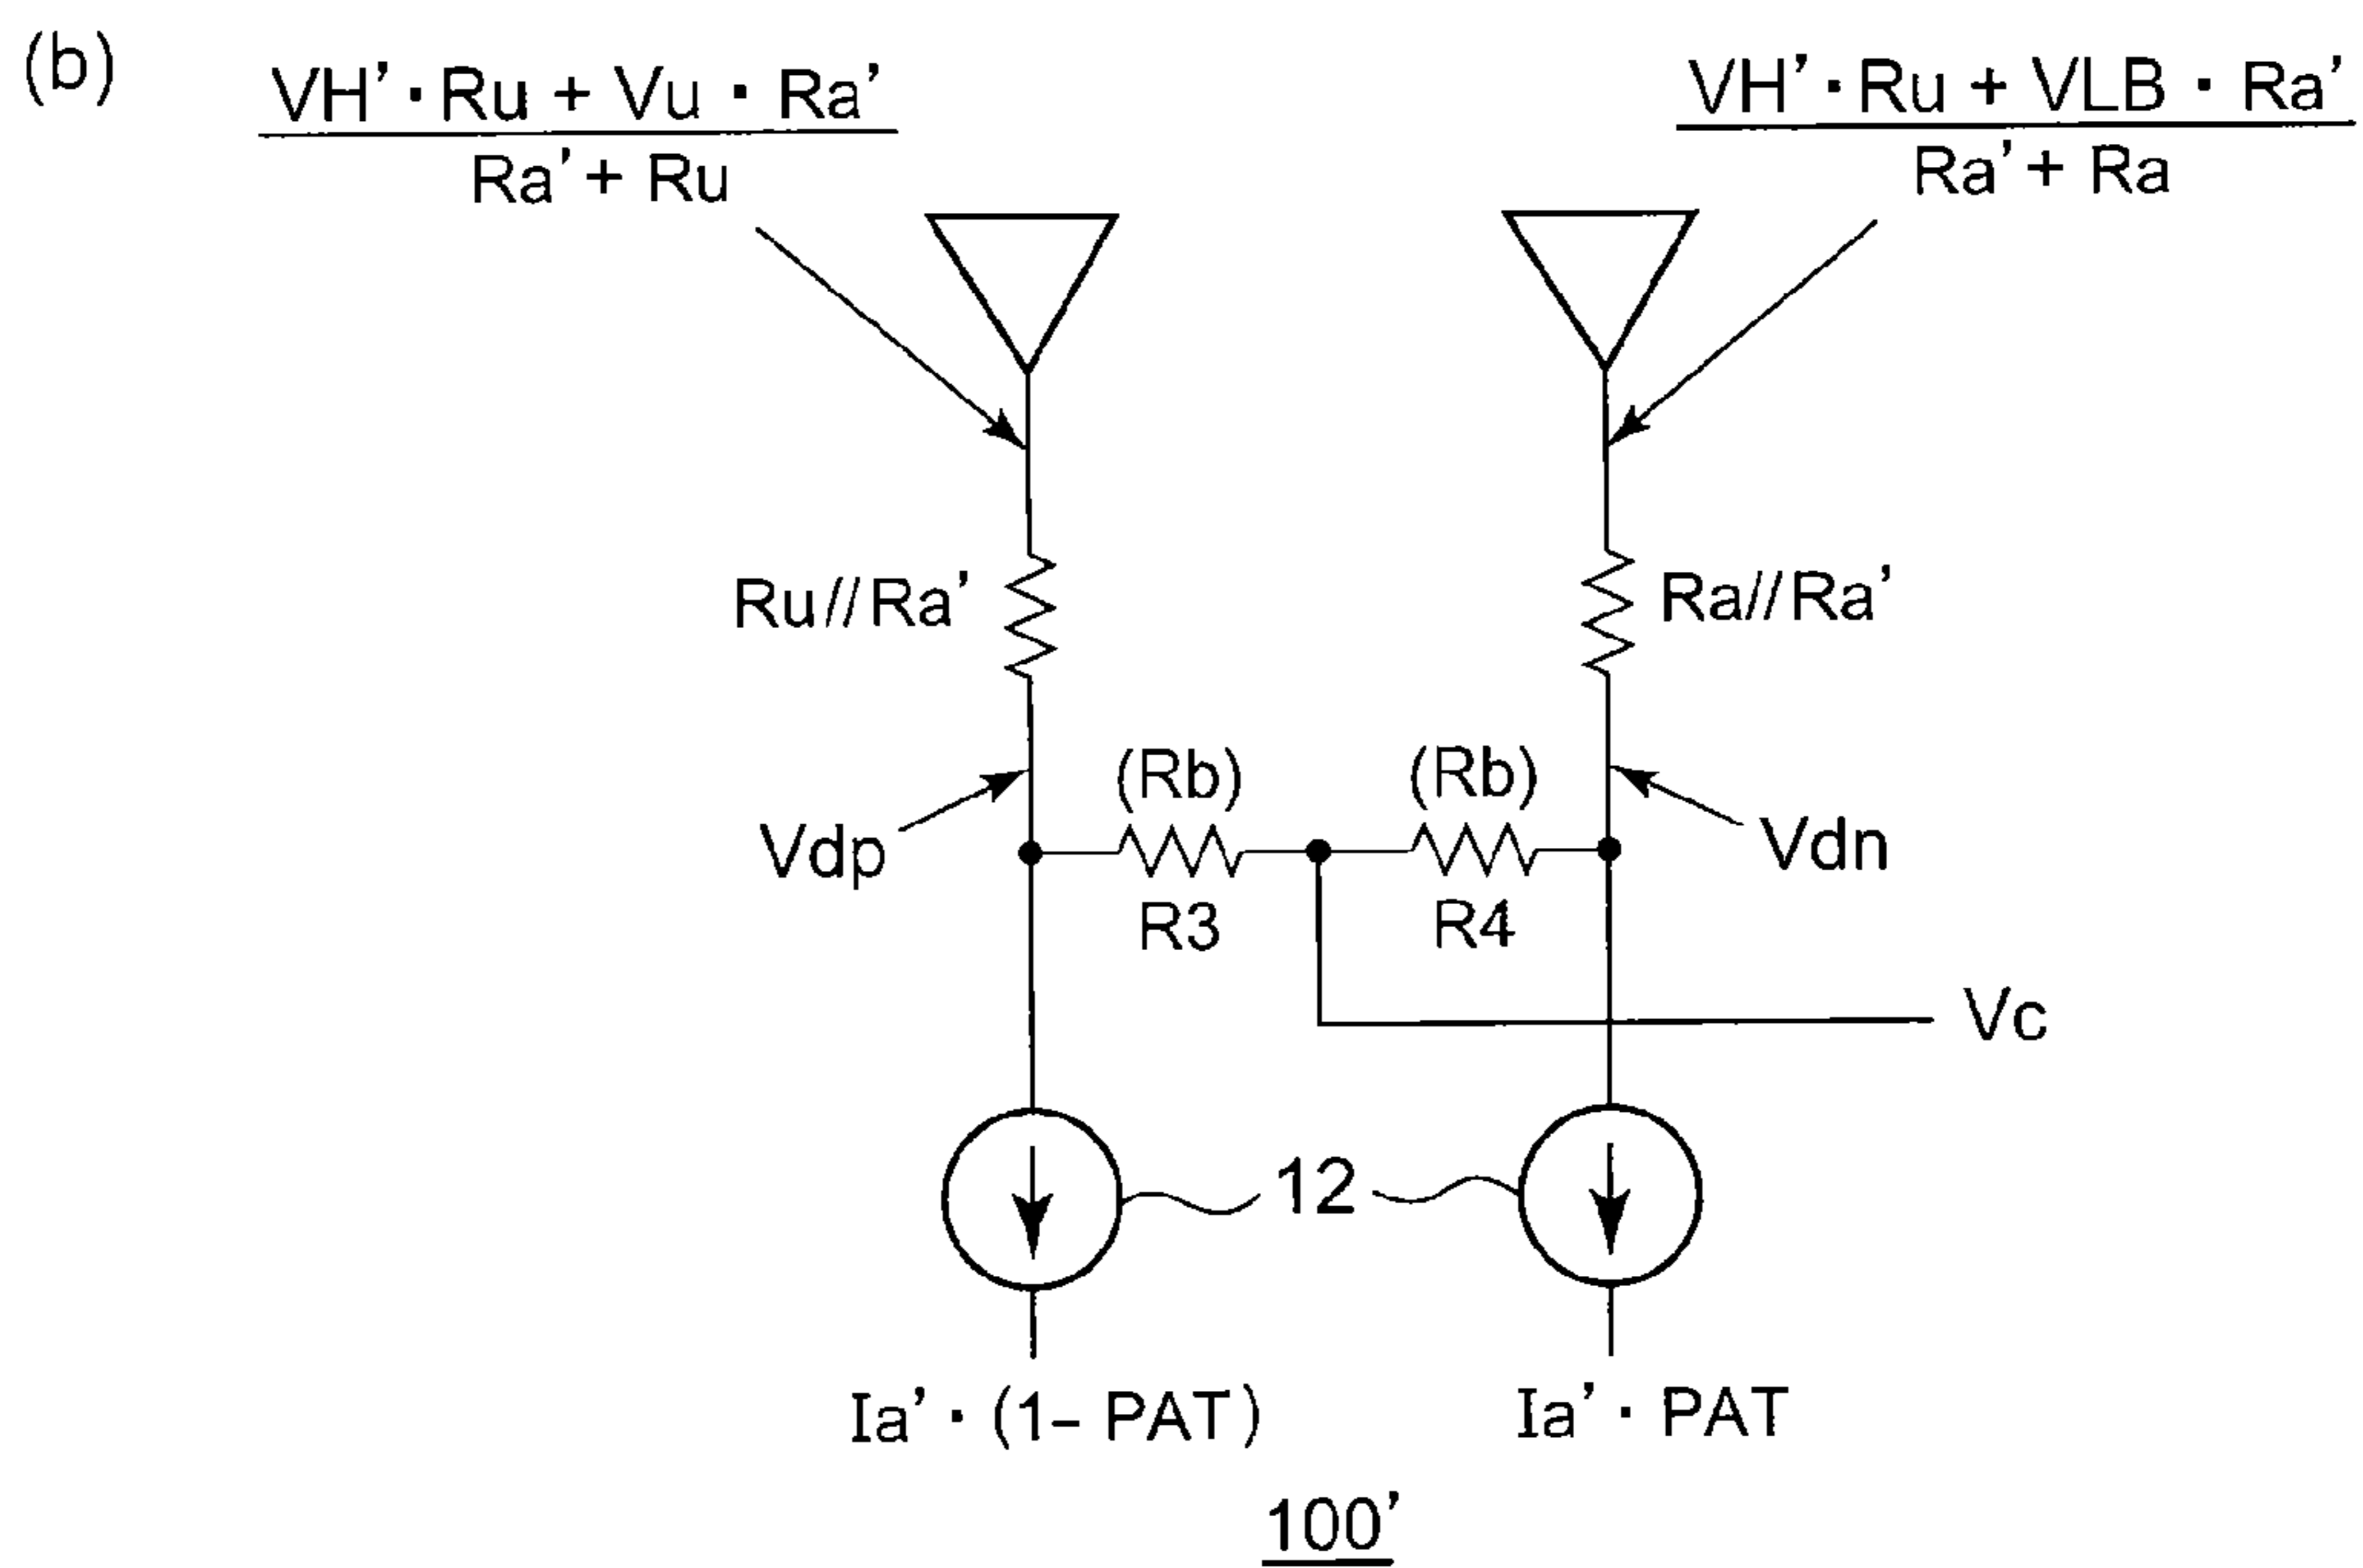 (b)
VH'·Ru + Vu · Ra'
Ra' + Ru
VH'·Ru + VLB · Ra'
Ra' + Ra
Ru//Ra'
Ra//Ra'
(Rb)
(Rb)
Vdp
Vdn
R3
R4
Vc
12
Ia'· (1– PAT)
Ia'· PAT
100'